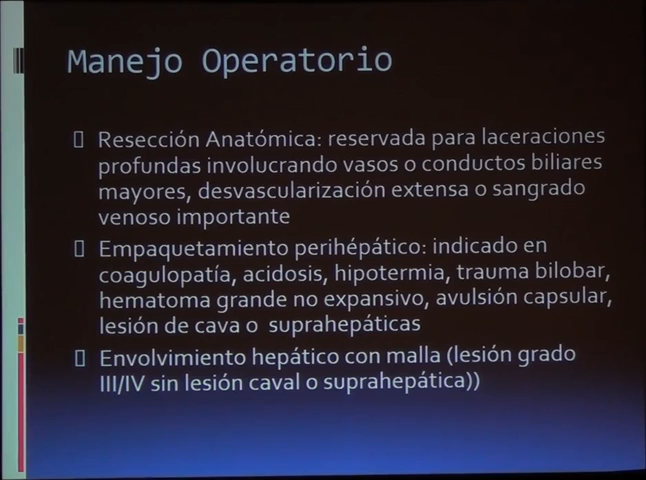 Manejo Operatorio
Resección Anatómica: reservada para laceraciones
profundas involucrando vasos o conductos biliares
mayores, desvascularización extensa o sangrado
venoso importante
Empaquetamiento perihépático: indicado en
coagulopatía, acidosis, hipotermia, trauma bilobar,
hematoma grande no expansivo, avulsión capsular,
lesión de cava o  suprahepáticas
Envolvimiento hepático con malla (lesión grado
III/IV sin lesión caval o suprahepática))